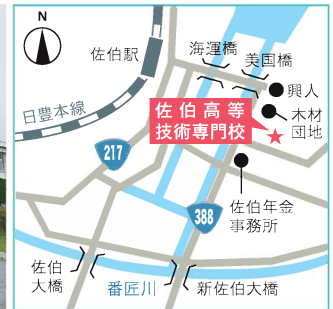 N
海運橋
佐伯駅
美国橋
興人
日豊本線
佐伯高等
技術専門校
木材
団地
217
388
佐伯年金
事務所
佐伯
大橋
番匠川
新佐伯大橋